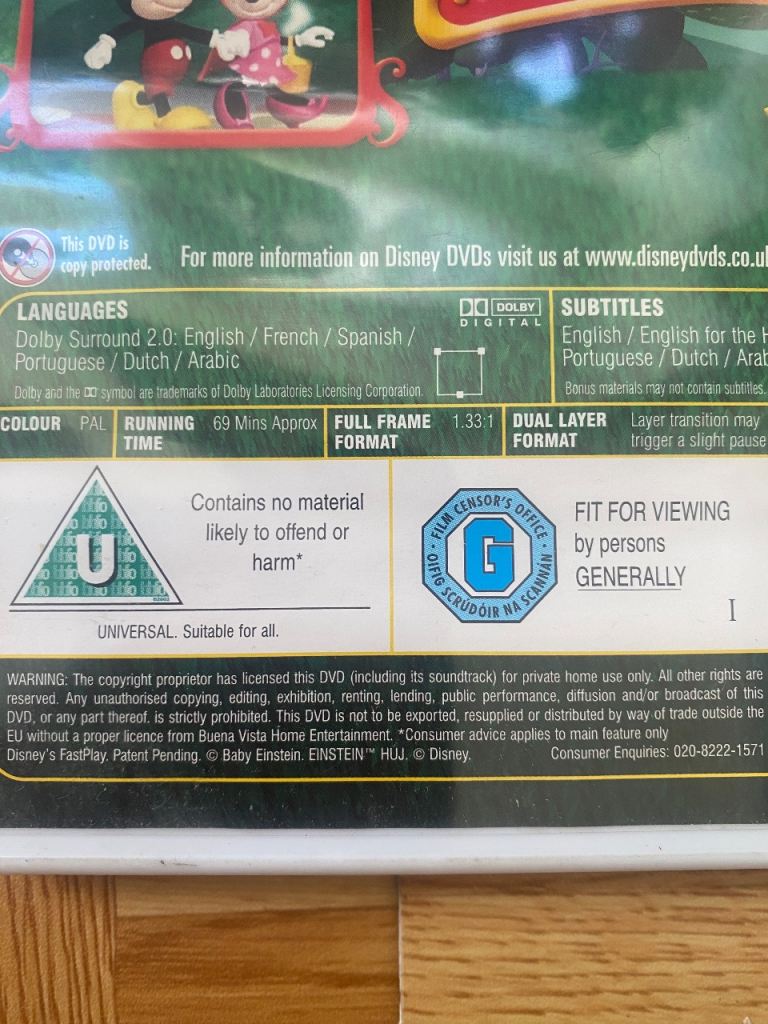 This DVD is
copy protected.
For more information on Disney DVDs visit us at www.disneydvds.co.uk
LANGUAGES
Dolby Surround 2.0: English / French / Spanish /
Portuguese / Dutch / Arabic
DOLBY
DIGITAL
Dolby and the DD symbol are trademarks of Dolby Laboratories Licensing Corporation.
SUBTITLES
English / English for the H
Portuguese / Dutch / Arab
Bonus materials may not contain subtitles.
COLOUR PAL
RUNNING TIME 69 Mins Approx
FULL FRAME FORMAT 1.33:1
DUAL LAYER FORMAT
Layer transition may
trigger a slight pause
U
Contains no material
likely to offend or
harm*
UNIVERSAL. Suitable for all.
FILM CENSOR'S OFFICE
G
OIFIG SCRÚDÓIR NA SCANNÁN
FIT FOR VIEWING
by persons
GENERALLY
I
WARNING: The copyright proprietor has licensed this DVD (including its soundtrack) for private home use only. All other rights are
reserved. Any unauthorised copying, editing, exhibition, renting, lending, public performance, diffusion and/or broadcast of this
DVD, or any part thereof. is strictly prohibited. This DVD is not to be exported, resupplied or distributed by way of trade outside the
EU without a proper licence from Buena Vista Home Entertainment. *Consumer advice applies to main feature only
Disney's FastPlay. Patent Pending. © Baby Einstein. EINSTEIN™ HUJ. © Disney. Consumer Enquiries: 020-8222-1571